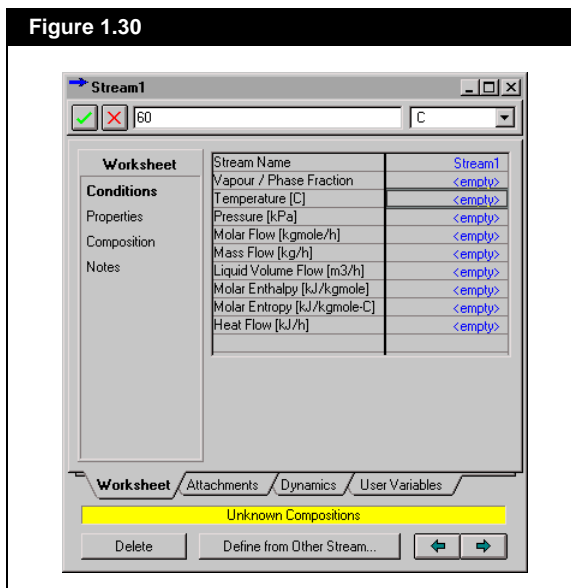 Figure 1.30
Stream1
60 C
Worksheet
Conditions
Properties
Composition
Notes
Stream Name Stream1
Vapour / Phase Fraction <empty>
Temperature [C] <empty>
Pressure [kPa] <empty>
Molar Flow [kgmole/h] <empty>
Mass Flow [kg/h] <empty>
Liquid Volume Flow [m3/h] <empty>
Molar Enthalpy [kJ/kgmole] <empty>
Molar Entropy [kJ/kgmole-C] <empty>
Heat Flow [kJ/h] <empty>
Worksheet Attachments Dynamics User Variables
Unknown Compositions
Delete Define from Other Stream...